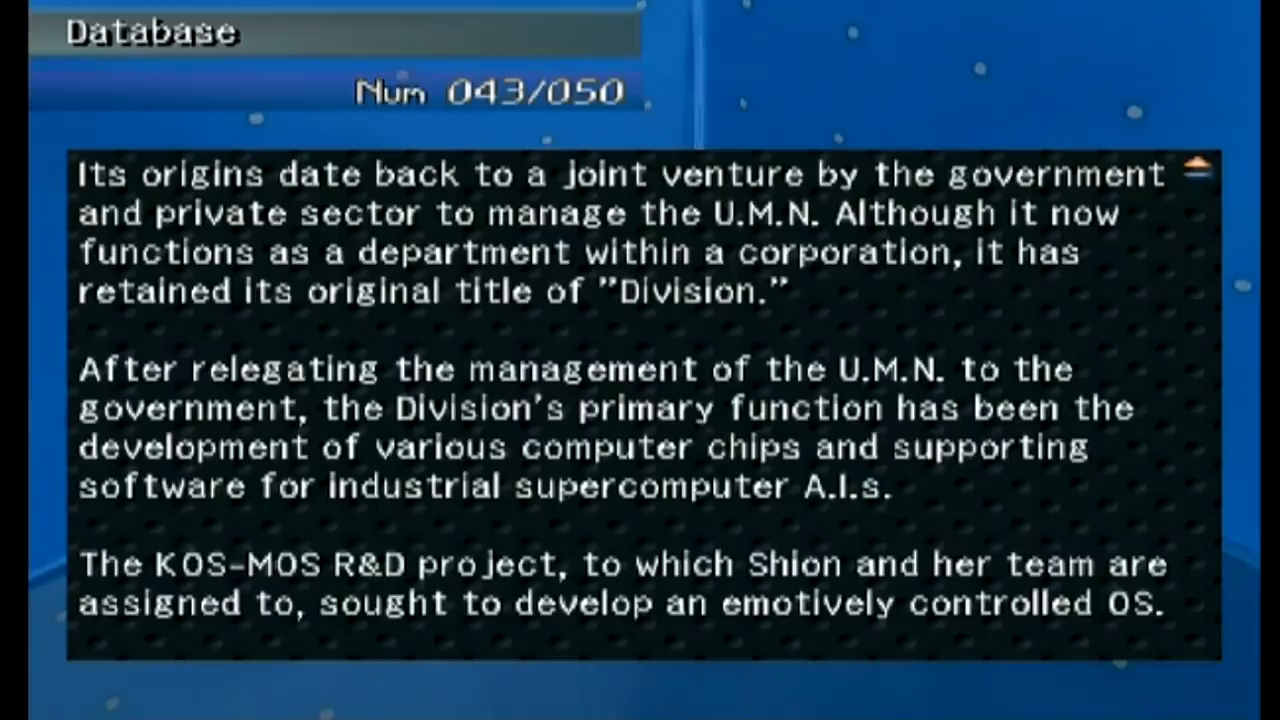 Database
Num 043/050
Its origins date back to a joint venture by the government
and private sector to manage the U.M.N. Although it now
functions as a department within a corporation, it has
retained its original title of "Division."
After relegating the management of the U.M.N. to the
government, the Division's primary function has been the
development of various computer chips and supporting
software for industrial supercomputer A.I.s.
The KOS-MOS R&D project, to which Shion and her team are
assigned to, sought to develop an emotively controlled OS.